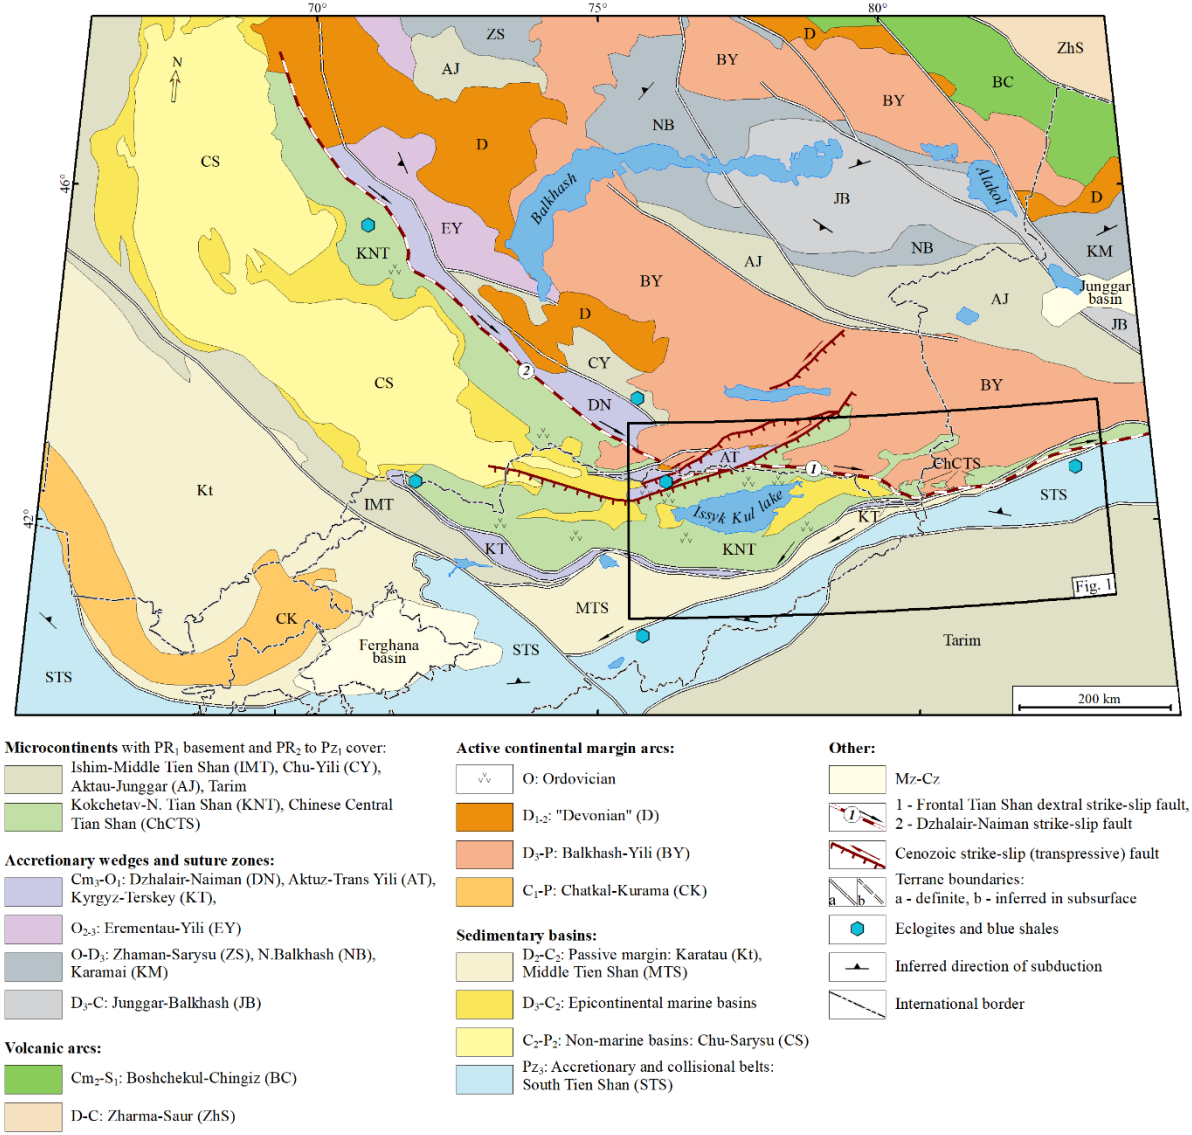 70°
75°
80°
N
46°
42°
ZS
AJ
BY
D
ZhS
BC
BY
NB
D
CS
Balkhash
Alakol
JB
D
EY
KNT
NB
KM
AJ
BY
Junggar
basin
AJ
JB
D
CY
2
CS
BY
DN
AT
1
ChCTS
Kt
IMT
Issyk Kul lake
STS
KT
KT
KNT
Fig. 1
MTS
CK
Ferghana
basin
STS
STS
Tarim
200 km
Microcontinents with PR1 basement and PR2 to Pz1 cover:
Ishim-Middle Tien Shan (IMT), Chu-Yili (CY),
Aktau-Junggar (AJ), Tarim
Kokchetav-N. Tian Shan (KNT), Chinese Central
Tian Shan (ChCTS)
Accretionary wedges and suture zones:
Cm3-O1: Dzhalair-Naiman (DN), Aktuz-Trans Yili (AT),
Kyrgyz-Terskey (KT),
O2-3: Erementau-Yili (EY)
O-D3: Zhaman-Sarysu (ZS), N.Balkhash (NB),
Karamai (KM)
D3-C: Junggar-Balkhash (JB)
Volcanic arcs:
Cm2-S1: Boshchekul-Chingiz (BC)
D-C: Zharma-Saur (ZhS)
Active continental margin arcs:
O: Ordovician
D1-2: "Devonian" (D)
D3-P: Balkhash-Yili (BY)
C1-P: Chatkal-Kurama (CK)
Sedimentary basins:
D2-C2: Passive margin: Karatau (Kt),
Middle Tien Shan (MTS)
D3-C2: Epicontinental marine basins
C2-P2: Non-marine basins: Chu-Sarysu (CS)
Pz3: Accretionary and collisional belts:
South Tien Shan (STS)
Other:
Mz-Cz
1
1 - Frontal Tian Shan dextral strike-slip fault,
2 - Dzhalair-Naiman strike-slip fault
Cenozoic strike-slip (transpressive) fault
a
b
Terrane boundaries:
a - definite, b - inferred in subsurface
Eclogites and blue shales
Inferred direction of subduction
International border